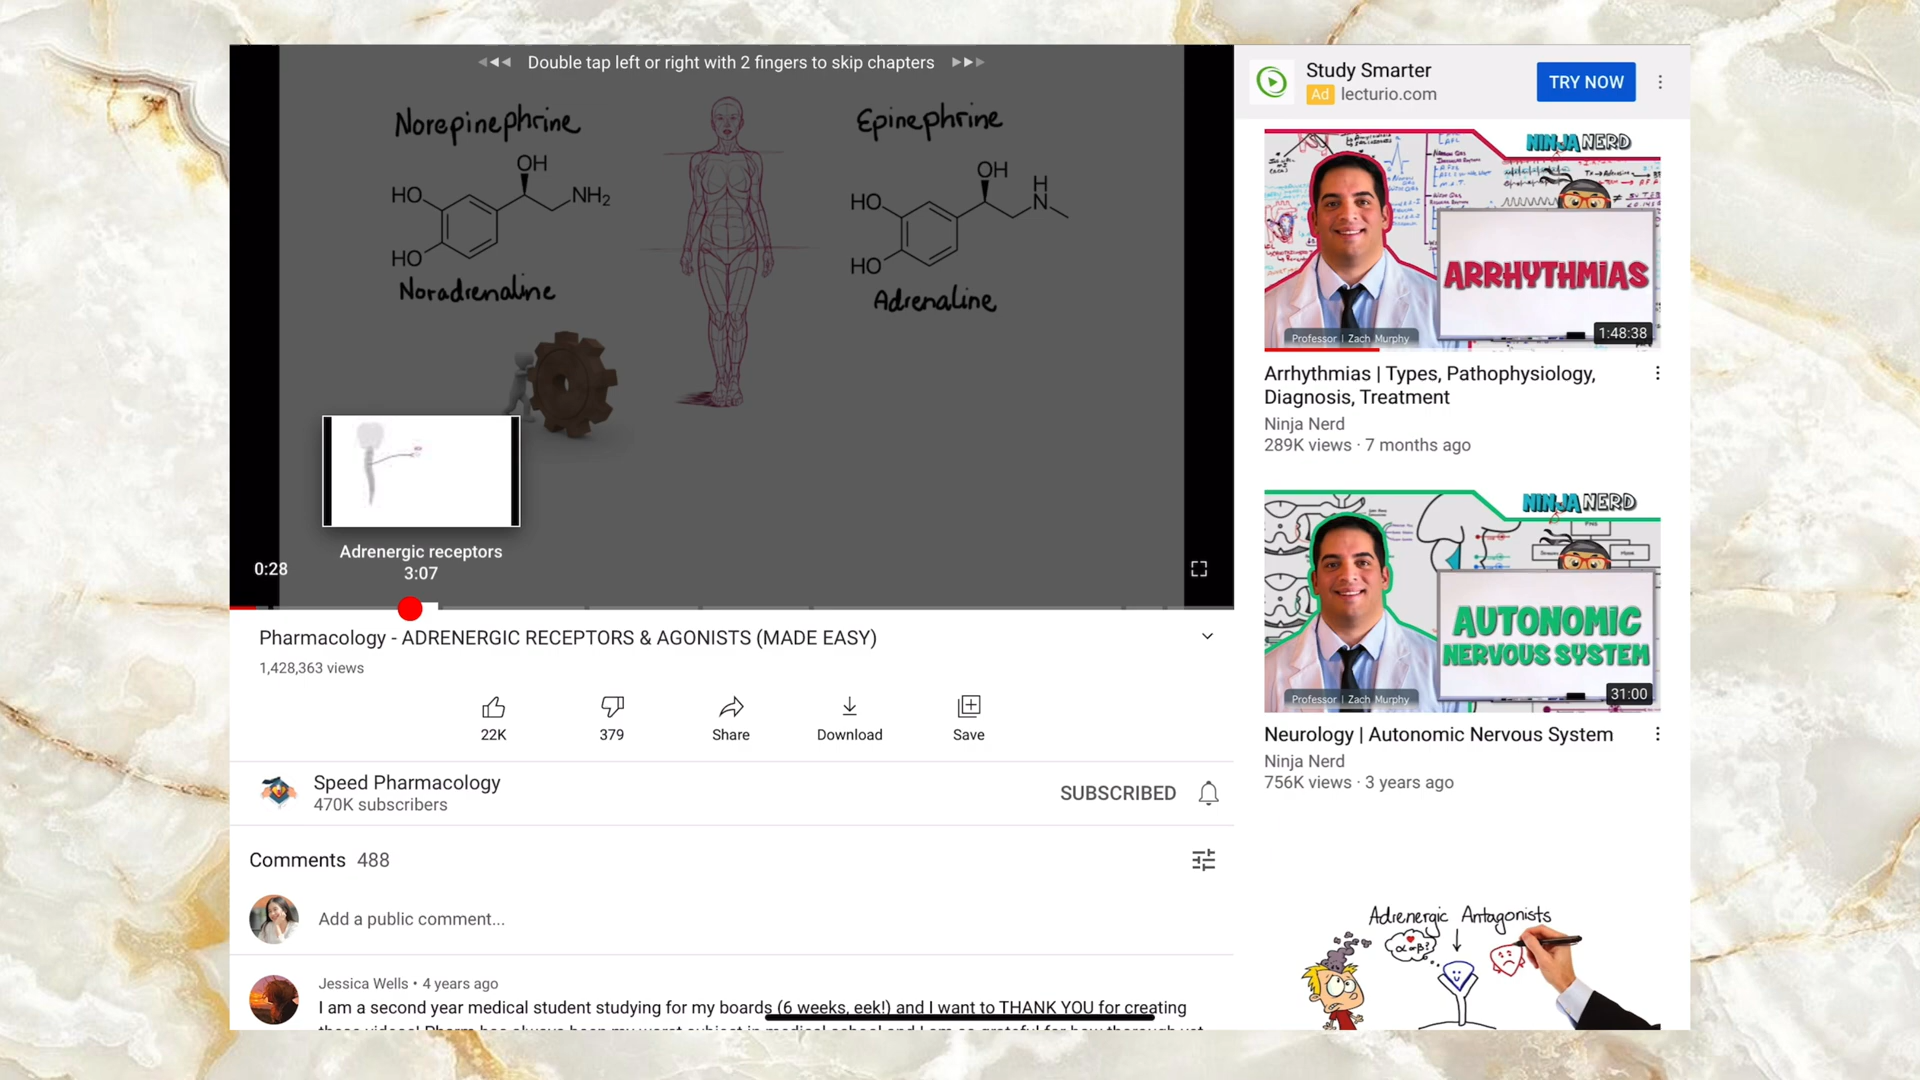 Double tap left or right with 2 fingers to skip chapters
Norepinephrine
OH
HO
NH2
HO
Noradrenaline
Epinephrine
OH
H
HO
N
HO
Adrenaline
Adrenergic receptors
3:07
0:28
Pharmacology - ADRENERGIC RECEPTORS & AGONISTS (MADE EASY)
1,428,363 views
22K
379
Share
Download
Save
Speed Pharmacology
470K subscribers
SUBSCRIBED
Comments 488
Add a public comment...
Jessica Wells • 4 years ago
I am a second year medical student studying for my boards (6 weeks, eek!) and I want to THANK YOU for creating
Study Smarter
Ad lecturio.com
TRY NOW
NINJA NERD
ARRHYTHMIAS
Professor | Zach Murphy
1:48:38
Arrhythmias | Types, Pathophysiology,
Diagnosis, Treatment
Ninja Nerd
289K views · 7 months ago
NINJA NERD
AUTONOMIC
NERVOUS SYSTEM
Professor | Zach Murphy
31:00
Neurology | Autonomic Nervous System
Ninja Nerd
756K views · 3 years ago
Adrenergic Antagonists
α or β?